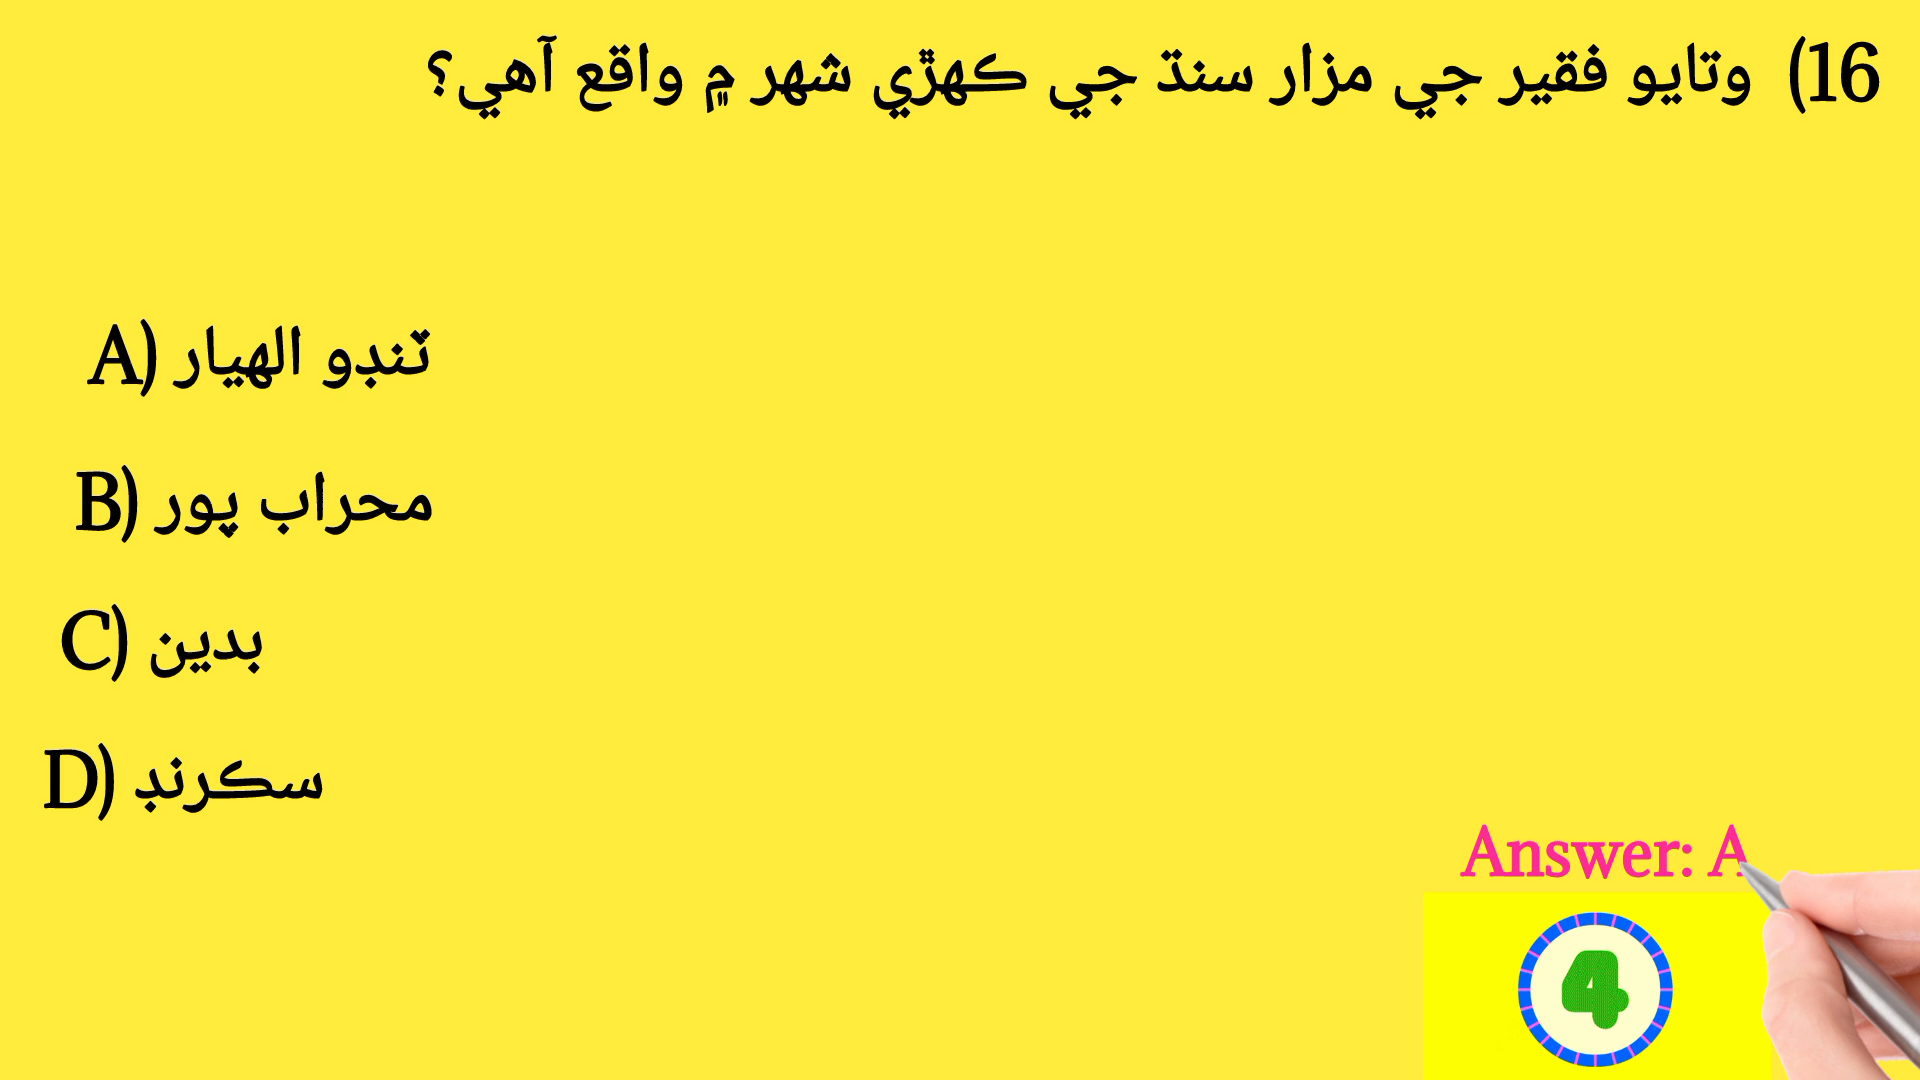 16) وتايو فقير جي مزار سنڌ جي ڪهڙي شهر ۾ واقع آهي؟
A) ٽنڊو الهيار
B) محراب پور
C) بدين
D) سڪرنڊ
Answer: A
4